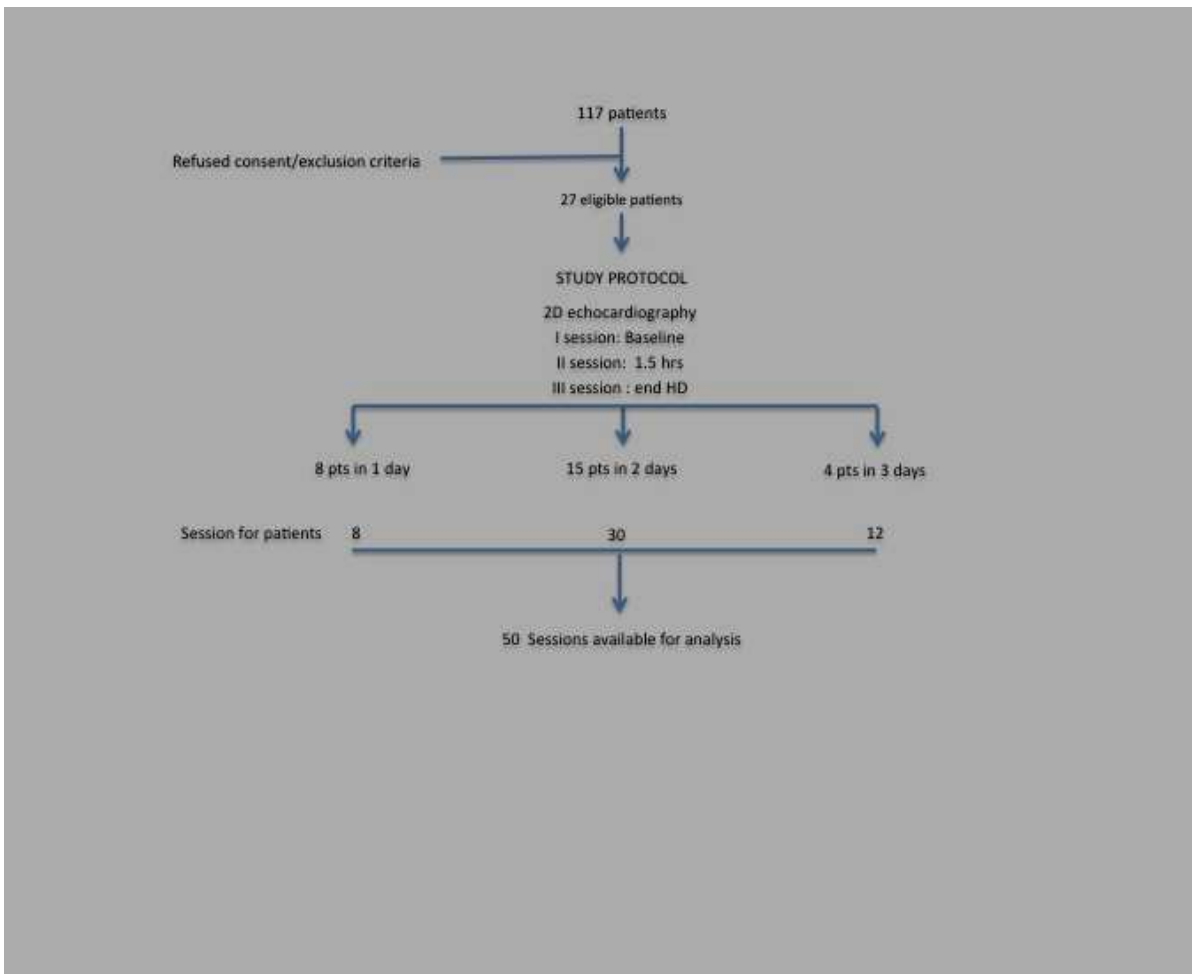 117 patients
Refused consent/exclusion criteria
27 eligible patients
STUDY PROTOCOL
2D echocardiography
I session: Baseline
II session: 1.5 hrs
III session : end HD
8 pts in 1 day
15 pts in 2 days
4 pts in 3 days
Session for patients 8 30 12
50 Sessions available for analysis